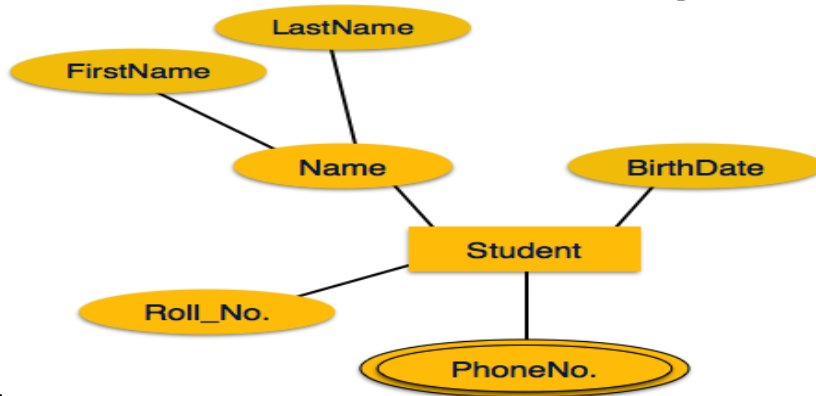 LastName
FirstName
Name
BirthDate
Student
Roll_No.
PhoneNo.